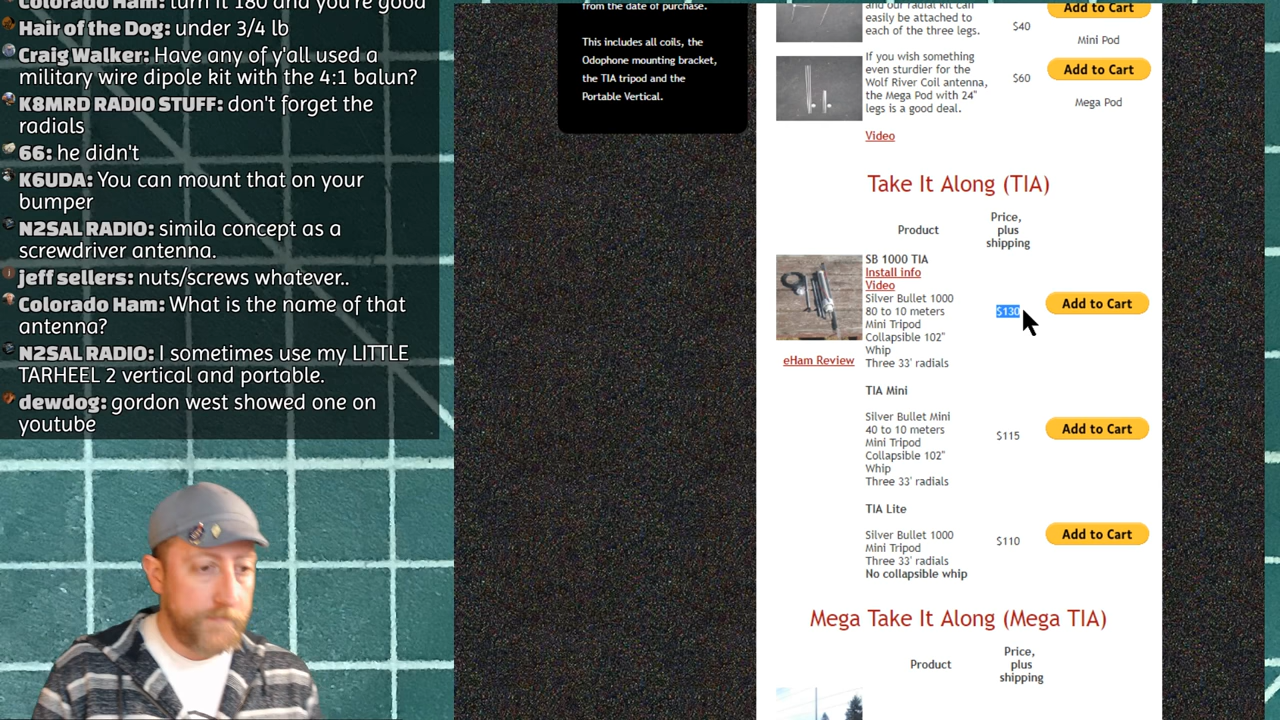 Colorado Ham: turn it 180 and you're good
Hair of the Dog: under 3/4 lb
Craig Walker: Have any of y'all used a
military wire dipole kit with the 4:1 balun?
K8MRD RADIO STUFF: don't forget the
radials
66: he didn't
K6UDA: You can mount that on your
bumper
N2SAL RADIO: simila concept as a
screwdriver antenna.
jeff sellers: nuts/screws whatever..
Colorado Ham: What is the name of that
antenna?
N2SAL RADIO: I sometimes use my LITTLE
TARHEEL 2 vertical and portable.
dewdog: gordon west showed one on
youtube
from the date of purchase.
This includes all coils, the
Odophone mounting bracket,
the TIA tripod and the
Portable Vertical.
and our radial kit can
easily be attached to
each of the three legs.
$40
Add to Cart
Mini Pod
If you wish something
even sturdier for the
Wolf River Coil antenna,
the Mega Pod with 24"
legs is a good deal.
Video
$60
Add to Cart
Mega Pod
Take It Along (TIA)
Product
Price,
plus
shipping
SB 1000 TIA
Install info
Video
Silver Bullet 1000
80 to 10 meters
Mini Tripod
Collapsible 102"
Whip
Three 33' radials
eHam Review
$130
Add to Cart
TIA Mini
Silver Bullet Mini
40 to 10 meters
Mini Tripod
Collapsible 102"
Whip
Three 33' radials
$115
Add to Cart
TIA Lite
Silver Bullet 1000
Mini Tripod
Three 33' radials
No collapsible whip
$110
Add to Cart
Mega Take It Along (Mega TIA)
Product
Price,
plus
shipping